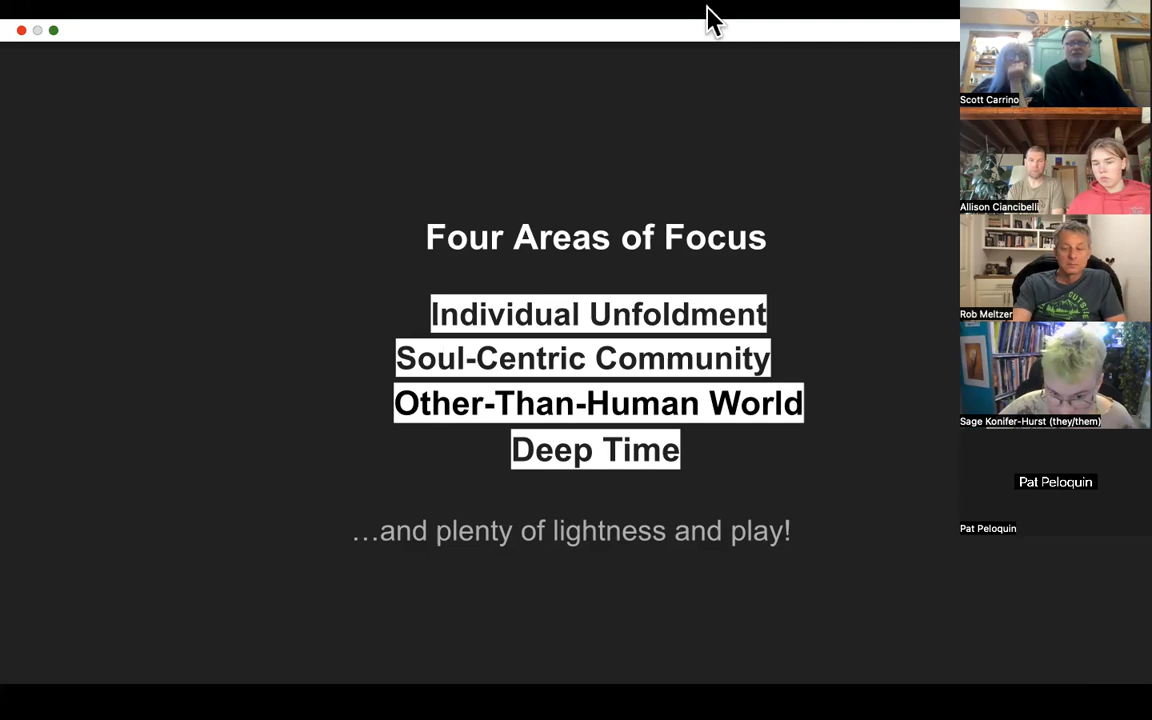 Four Areas of Focus
Individual Unfoldment
Soul-Centric Community
Other-Than-Human World
Deep Time
…and plenty of lightness and play!
Scott Carrino
Allison Ciancibelli
Rob Meltzer
Sage Konifer-Hurst (they/them)
Pat Peloquin
Pat Peloquin